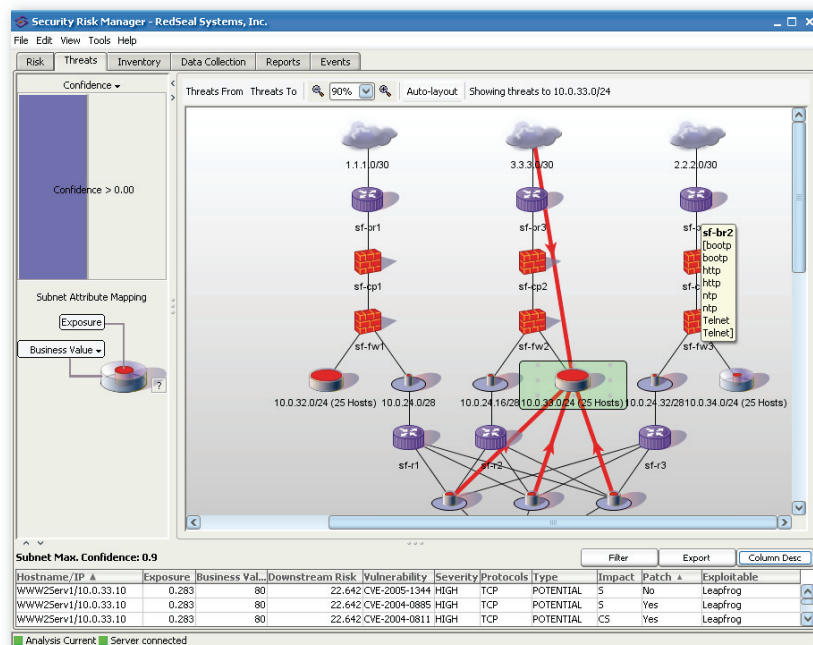 Security Risk Manager - RedSeal Systems, Inc.
File Edit View Tools Help
Risk Threats Inventory Data Collection Reports Events
Confidence
Threats From Threats To 90% Auto-layout Showing threats to 10.0.33.0/24
Confidence > 0.00
Subnet Attribute Mapping
Exposure
Business Value
?
1.1.1.0/30 3.3.3.0/30 2.2.2.0/30
sf-br1 sf-br3
sf-cp1 sf-cp2
sf-fw1 sf-fw2 sf-fw3
sf-br2
[bootp
bootp
http
http
ntp
ntp
Telnet
Telnet]
10.0.32.0/24 (25 Hosts) 10.0.24.0/28 10.0.24.16/28 10.0.33.0/24 (25 Hosts) 10.0.24.32/28 10.0.34.0/24 (25 Hosts)
sf-r1 sf-r2 sf-r3
Subnet Max. Confidence: 0.9
Filter Export Column Desc
Hostname/IP Exposure Business Val... Downstream Risk Vulnerability Severity Protocols Type Impact Patch Exploitable
WWW2Serv1/10.0.33.10 0.283 80 22.642 CVE-2005-1344 HIGH TCP POTENTIAL S No Leapfrog
WWW2Serv1/10.0.33.10 0.283 80 22.642 CVE-2004-0885 HIGH TCP POTENTIAL S Yes Leapfrog
WWW2Serv1/10.0.33.10 0.283 80 22.642 CVE-2004-0811 HIGH TCP POTENTIAL CS Yes Leapfrog
Analysis Current Server connected